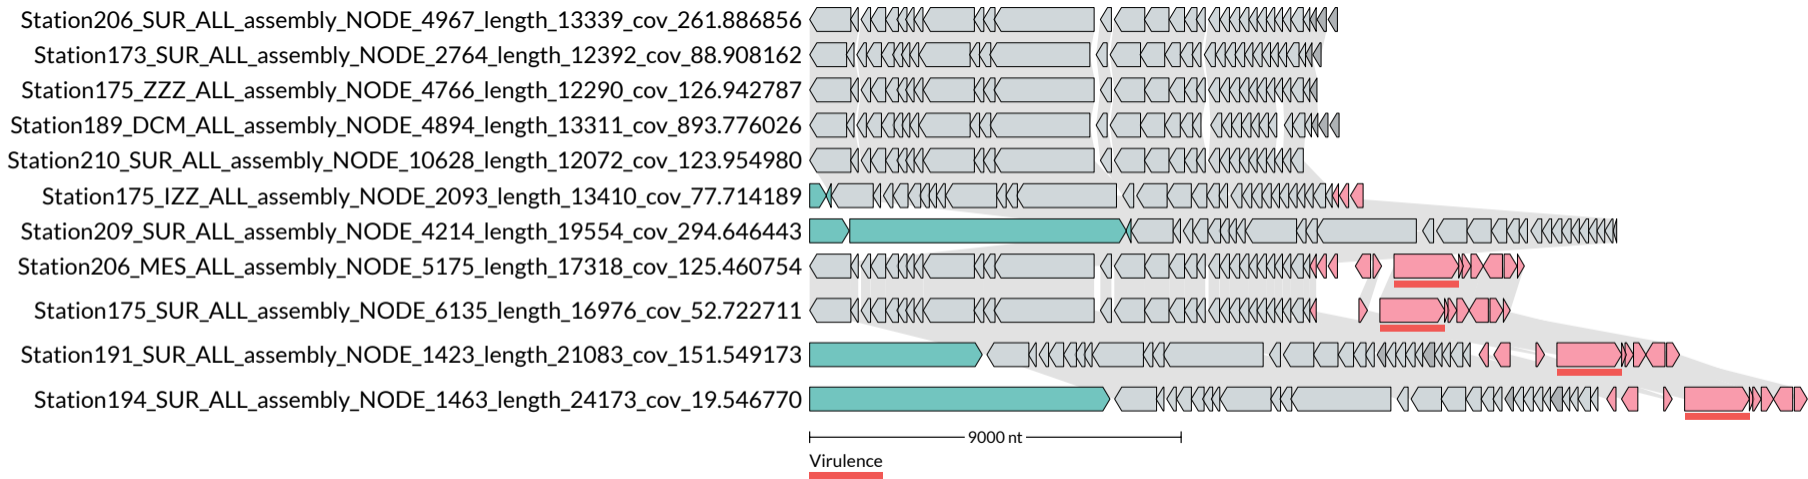 Station206_SUR_ALL_assembly_NODE_4967_length_13339_cov_261.886856
Station173_SUR_ALL_assembly_NODE_2764_length_12392_cov_88.908162
Station175_ZZZ_ALL_assembly_NODE_4766_length_12290_cov_126.942787
Station189_DCM_ALL_assembly_NODE_4894_length_13311_cov_893.776026
Station210_SUR_ALL_assembly_NODE_10628_length_12072_cov_123.954980
Station175_IZZ_ALL_assembly_NODE_2093_length_13410_cov_77.714189
Station209_SUR_ALL_assembly_NODE_4214_length_19554_cov_294.646443
Station206_MES_ALL_assembly_NODE_5175_length_17318_cov_125.460754
Station175_SUR_ALL_assembly_NODE_6135_length_16976_cov_52.722711
Station191_SUR_ALL_assembly_NODE_1423_length_21083_cov_151.549173
Station194_SUR_ALL_assembly_NODE_1463_length_24173_cov_19.546770
9000 nt
Virulence